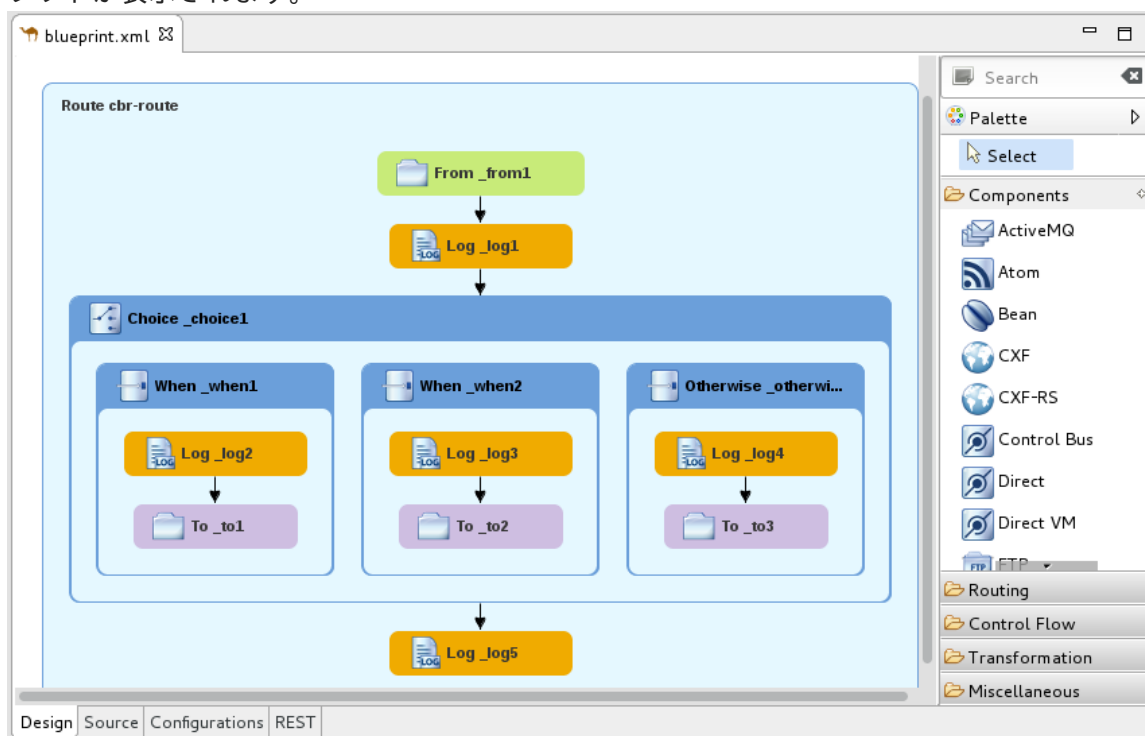 blueprint.xml
Search
Route cbr-route
Palette
Select
From _from1
Components
Log _log1
ActiveMQ
Atom
Choice _choice1
Bean
CXF
When _when1
When _when2
Otherwise _otherwi...
CXF-RS
Log _log2
Log _log3
Log _log4
Control Bus
Direct
To _to1
To _to2
To _to3
Direct VM
FTP
Routing
Control Flow
Log _log5
Transformation
Miscellaneous
Design
Source
Configurations
REST